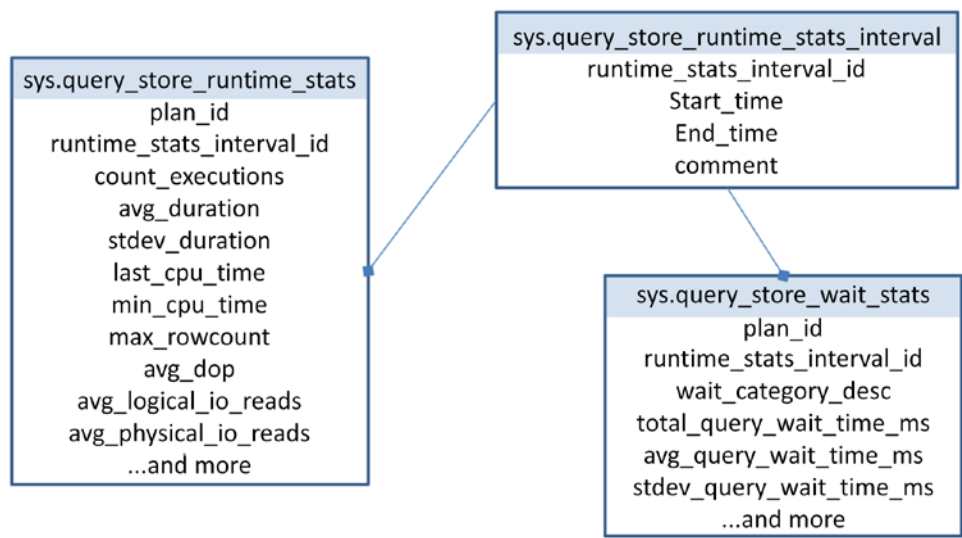 sys.query_store_runtime_stats
plan_id
runtime_stats_interval_id
count_executions
avg_duration
stdev_duration
last_cpu_time
min_cpu_time
max_rowcount
avg_dop
avg_logical_io_reads
avg_physical_io_reads
...and more
sys.query_store_runtime_stats_interval
runtime_stats_interval_id
Start_time
End_time
comment
sys.query_store_wait_stats
plan_id
runtime_stats_interval_id
wait_category_desc
total_query_wait_time_ms
avg_query_wait_time_ms
stdev_query_wait_time_ms
...and more